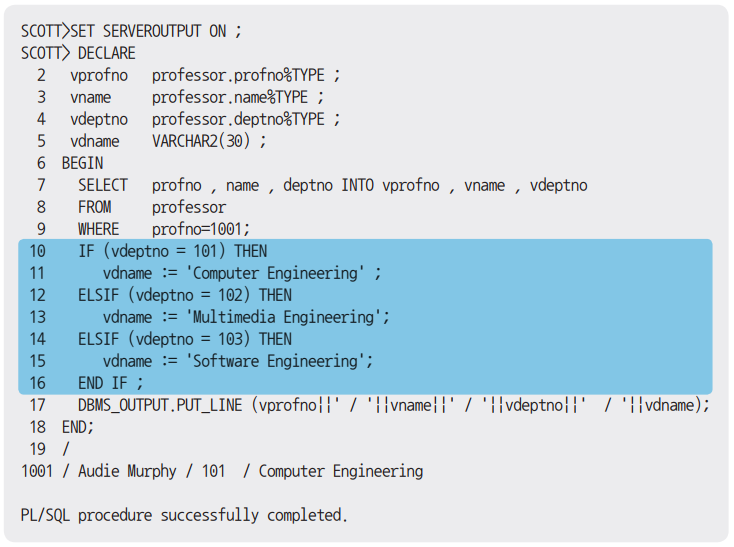 SCOTT>SET SERVEROUTPUT ON ;
SCOTT> DECLARE
2 vprofno professor.profno%TYPE ;
3 vname professor.name%TYPE ;
4 vdeptno professor.deptno%TYPE ;
5 vdname VARCHAR2(30) ;
6 BEGIN
7 SELECT profno , name , deptno INTO vprofno , vname , vdeptno
8 FROM professor
9 WHERE profno=1001;
10 IF (vdeptno = 101) THEN
11 vdname := 'Computer Engineering' ;
12 ELSIF (vdeptno = 102) THEN
13 vdname := 'Multimedia Engineering';
14 ELSIF (vdeptno = 103) THEN
15 vdname := 'Software Engineering';
16 END IF ;
17 DBMS_OUTPUT.PUT_LINE (vprofno||' / '||vname||' / '||vdeptno||'  / '||vdname);
18 END;
19 /
1001 / Audie Murphy / 101  / Computer Engineering
PL/SQL procedure successfully completed.